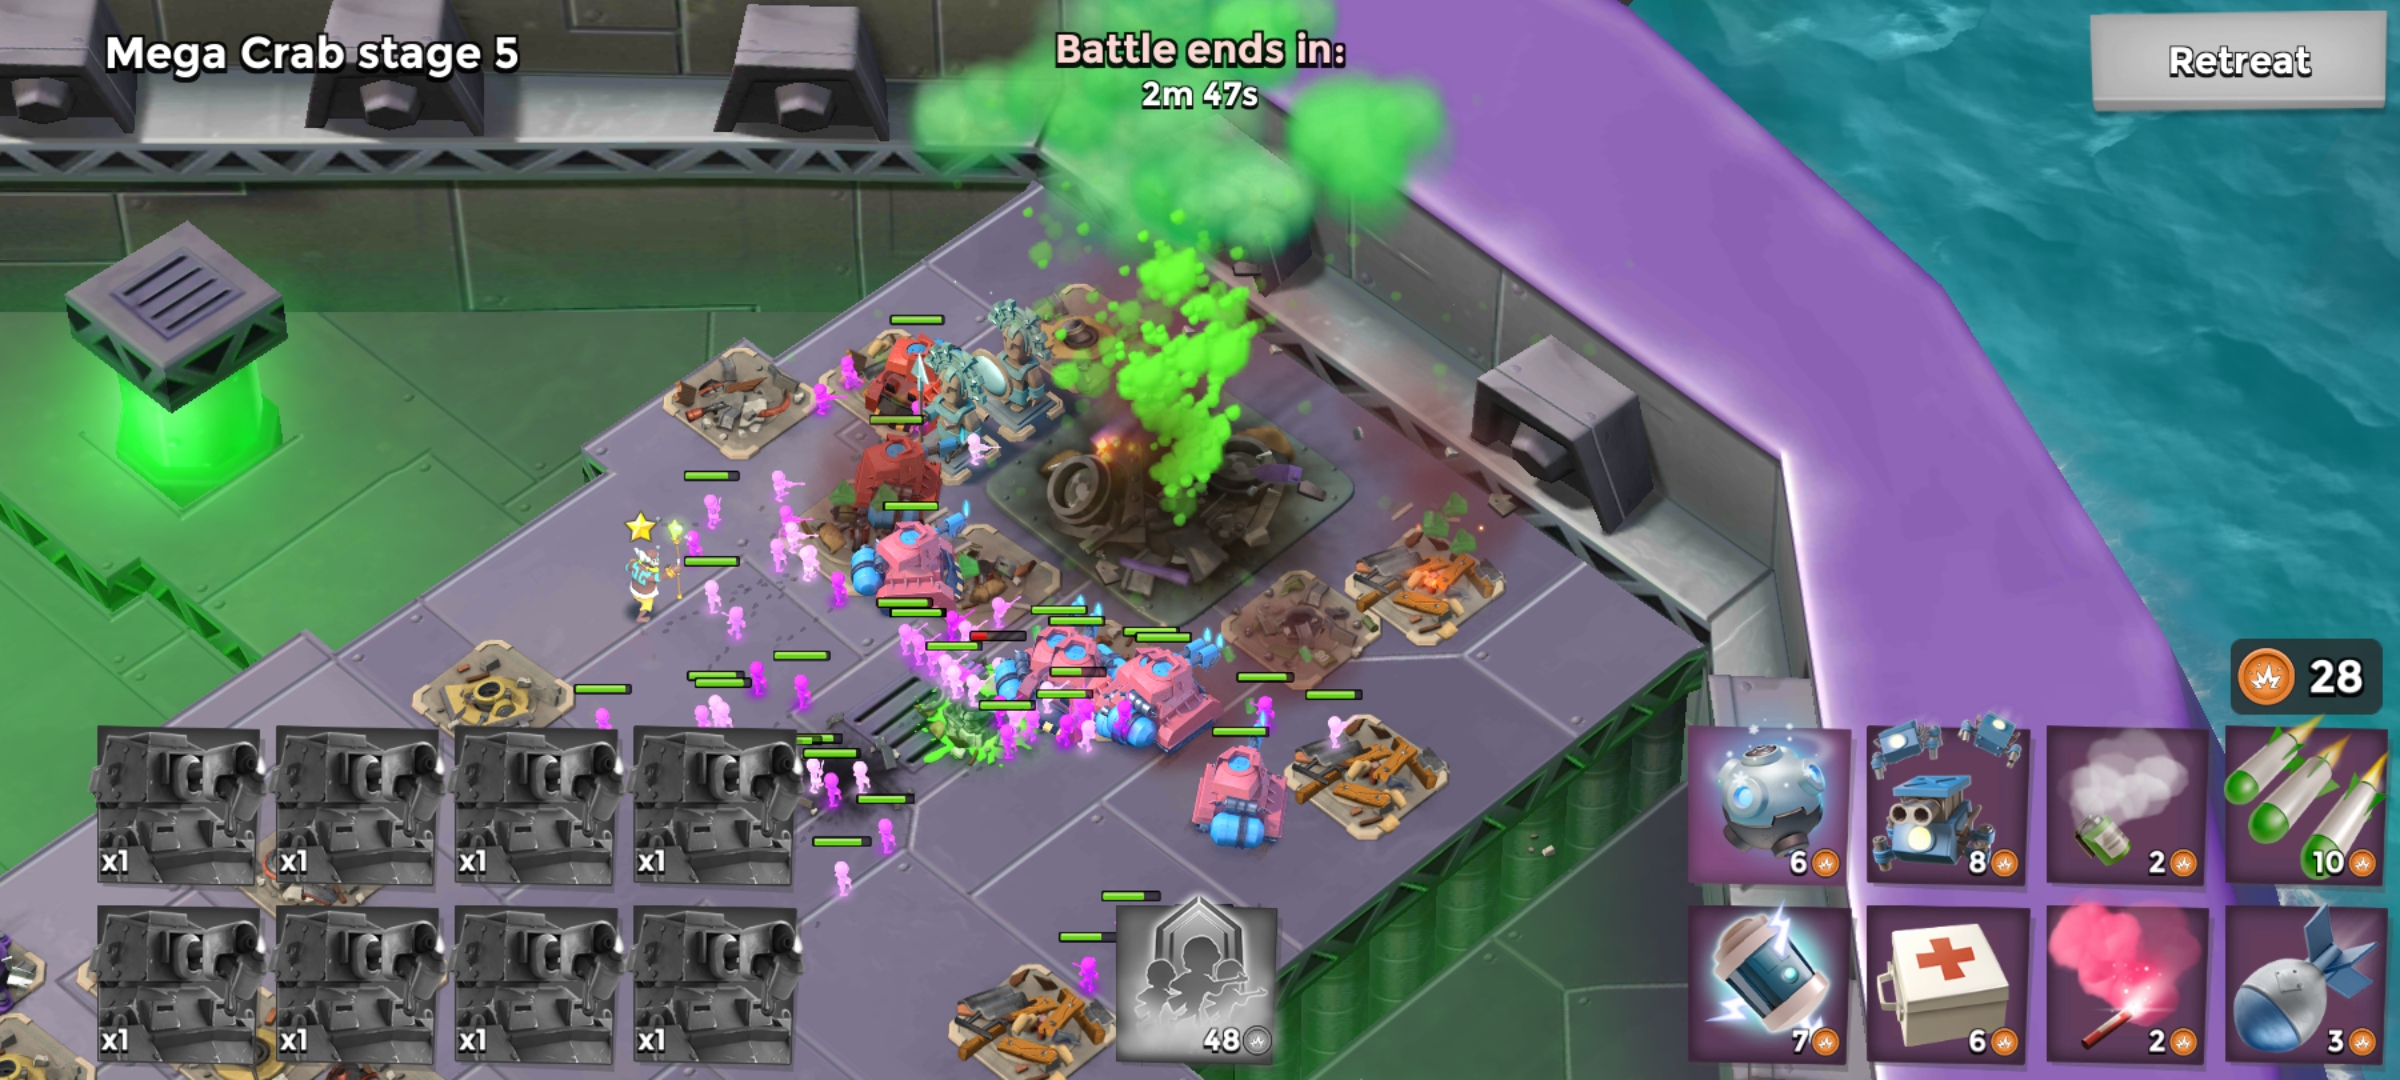 Mega Crab stage 5
Battle ends in:
2m 47s
Retreat
28
x1
x1
x1
x1
6
8
2
10
x1
x1
x1
x1
48
7
6
2
3